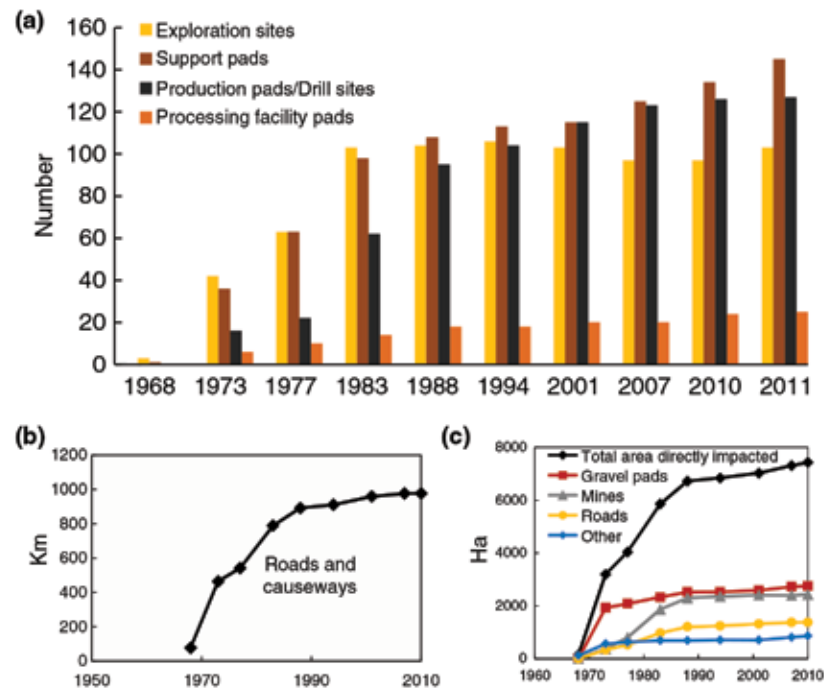 (a)
160
140
120
100
80
60
40
20
0
Number
Exploration sites
Support pads
Production pads/Drill sites
Processing facility pads
1968 1973 1977 1983 1988 1994 2001 2007 2010 2011
(b)
1200
1000
800
600
400
200
0
Km
Roads and
causeways
1950 1970 1990 2010
(c)
8000
6000
4000
2000
0
Ha
Total area directly impacted
Gravel pads
Mines
Roads
Other
1960 1970 1980 1990 2000 2010